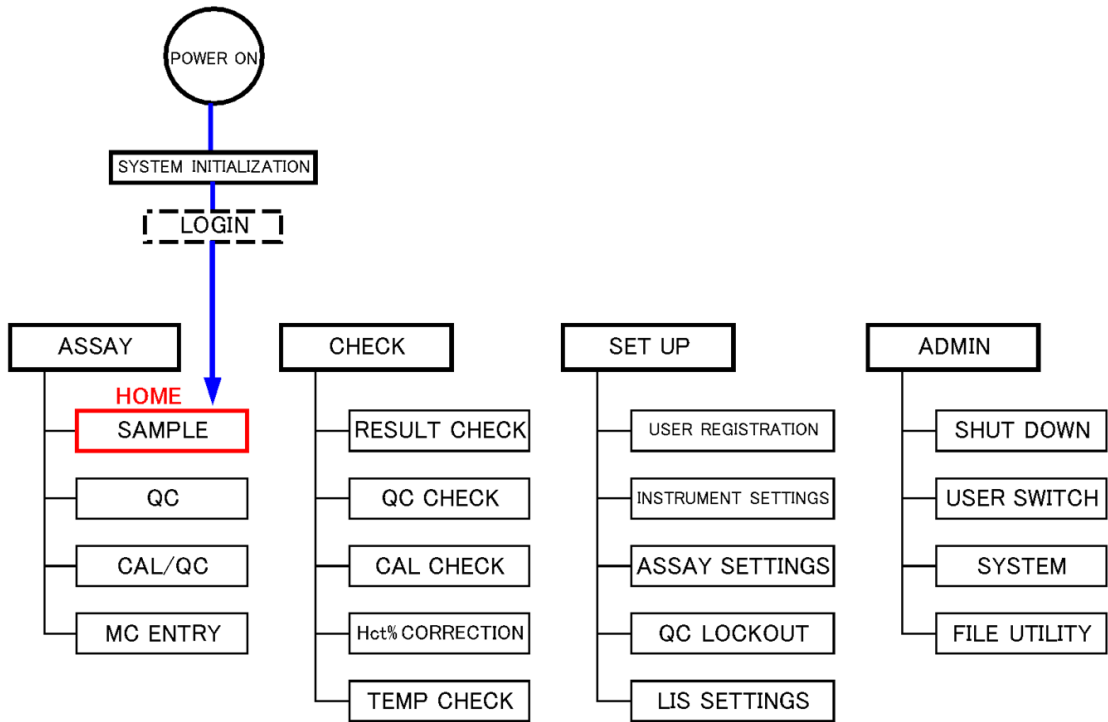 POWER ON
SYSTEM INITIALIZATION
LOGIN
ASSAY
CHECK
SET UP
ADMIN
HOME
SAMPLE
RESULT CHECK
USER REGISTRATION
SHUT DOWN
QC
QC CHECK
INSTRUMENT SETTINGS
USER SWITCH
CAL/QC
CAL CHECK
ASSAY SETTINGS
SYSTEM
MC ENTRY
Hct% CORRECTION
QC LOCKOUT
FILE UTILITY
TEMP CHECK
LIS SETTINGS